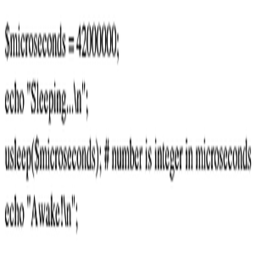 $microseconds = 42000000;
echo "Sleeping...\n";
usleep($microseconds); # number is integer in microseconds
echo "Awake!\n";